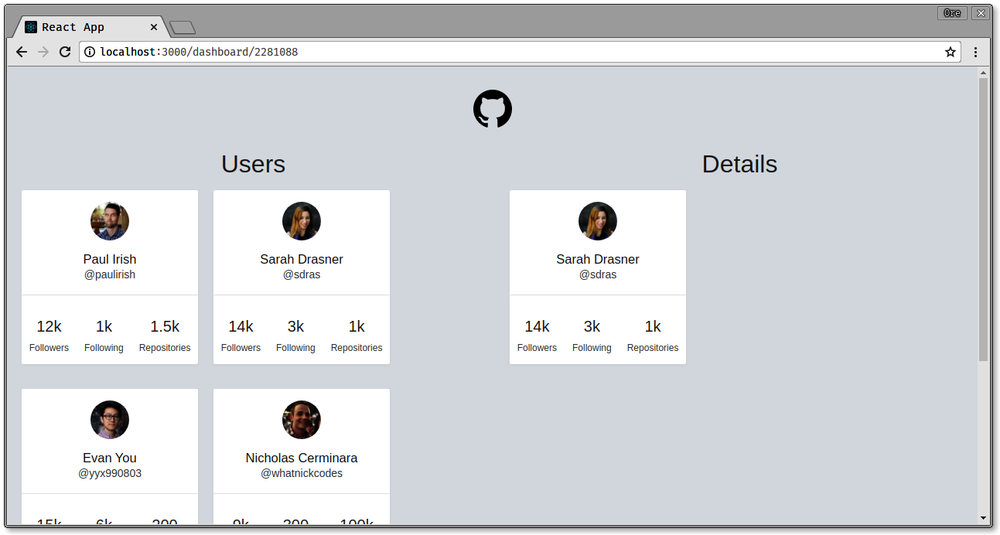 Ore
React App
localhost:3000/dashboard/2281088
Users
Details
Paul Irish
@paulirish
12k 1k 1.5k
Followers Following Repositories
Sarah Drasner
@sdras
14k 3k 1k
Followers Following Repositories
Sarah Drasner
@sdras
14k 3k 1k
Followers Following Repositories
Evan You
@yyx990803
15k 6k 200
Nicholas Cerminara
@whatnickcodes
9k 300 100k